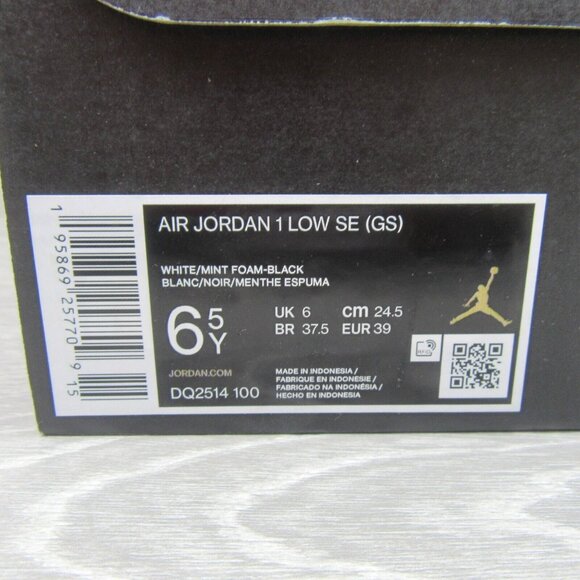 AIR JORDAN 1 LOW SE (GS)
WHITE/MINT FOAM-BLACK
BLANC/NOIR/MENTHE ESPUMA
6 5Y
UK 6 cm 24.5
BR 37.5 EUR 39
JORDAN.COM
DQ2514 100
MADE IN INDONESIA/
FABRIQUE EN INDONESIE/
FABRICADO NA INDONÉSIA/
HECHO EN INDONESIA
1 95869 25770 9 15